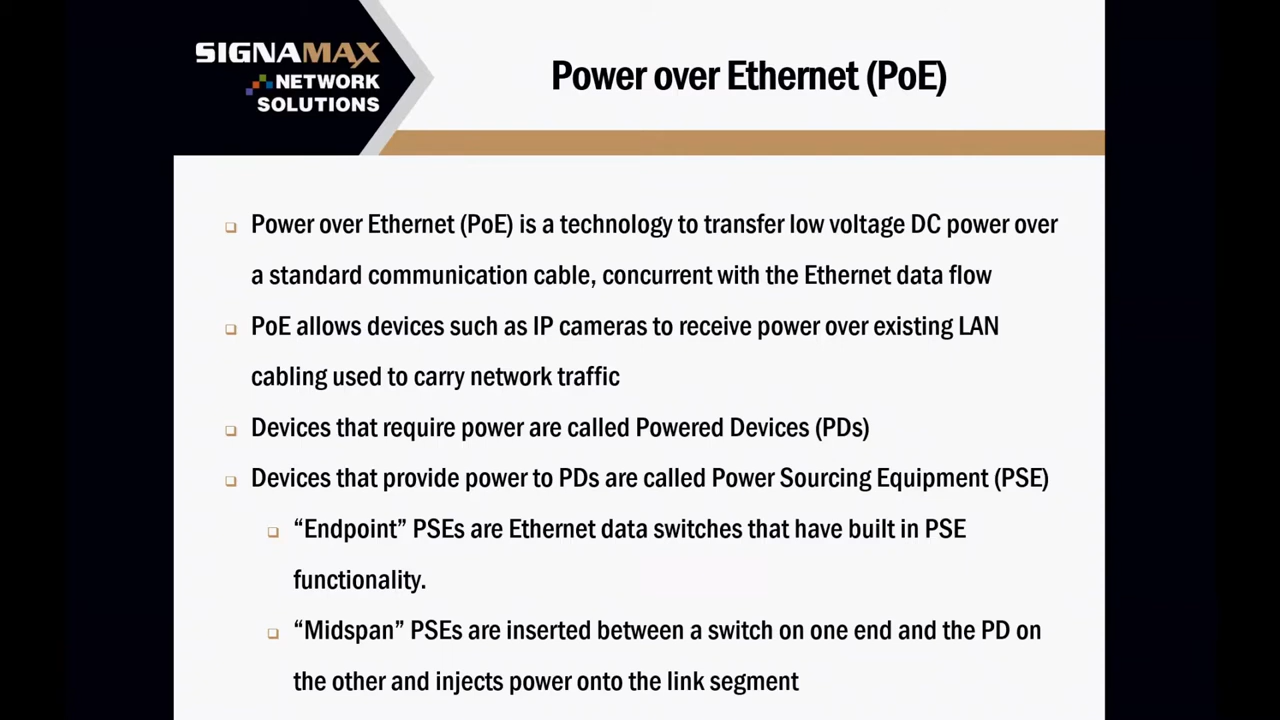 SIGNAMAX
NETWORK
SOLUTIONS
Power over Ethernet (PoE)
Power over Ethernet (PoE) is a technology to transfer low voltage DC power over
a standard communication cable, concurrent with the Ethernet data flow
PoE allows devices such as IP cameras to receive power over existing LAN
cabling used to carry network traffic
Devices that require power are called Powered Devices (PDs)
Devices that provide power to PDs are called Power Sourcing Equipment (PSE)
“Endpoint” PSEs are Ethernet data switches that have built in PSE
functionality.
“Midspan” PSEs are inserted between a switch on one end and the PD on
the other and injects power onto the link segment